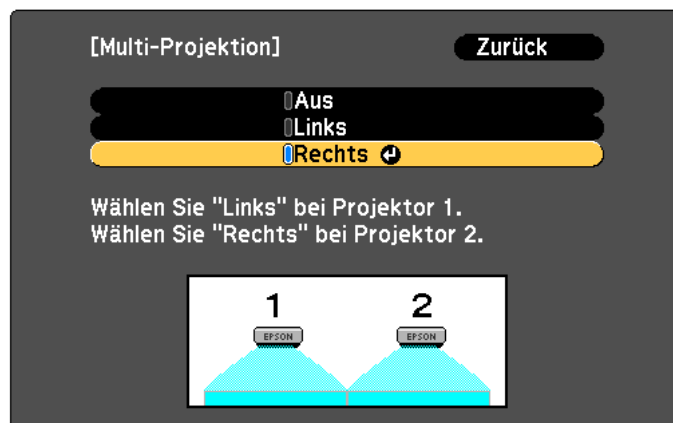 [Multi-Projektion]
Zurück
Aus
Links
Rechts
Wählen Sie "Links" bei Projektor 1.
Wählen Sie "Rechts" bei Projektor 2.
1 2
EPSON EPSON